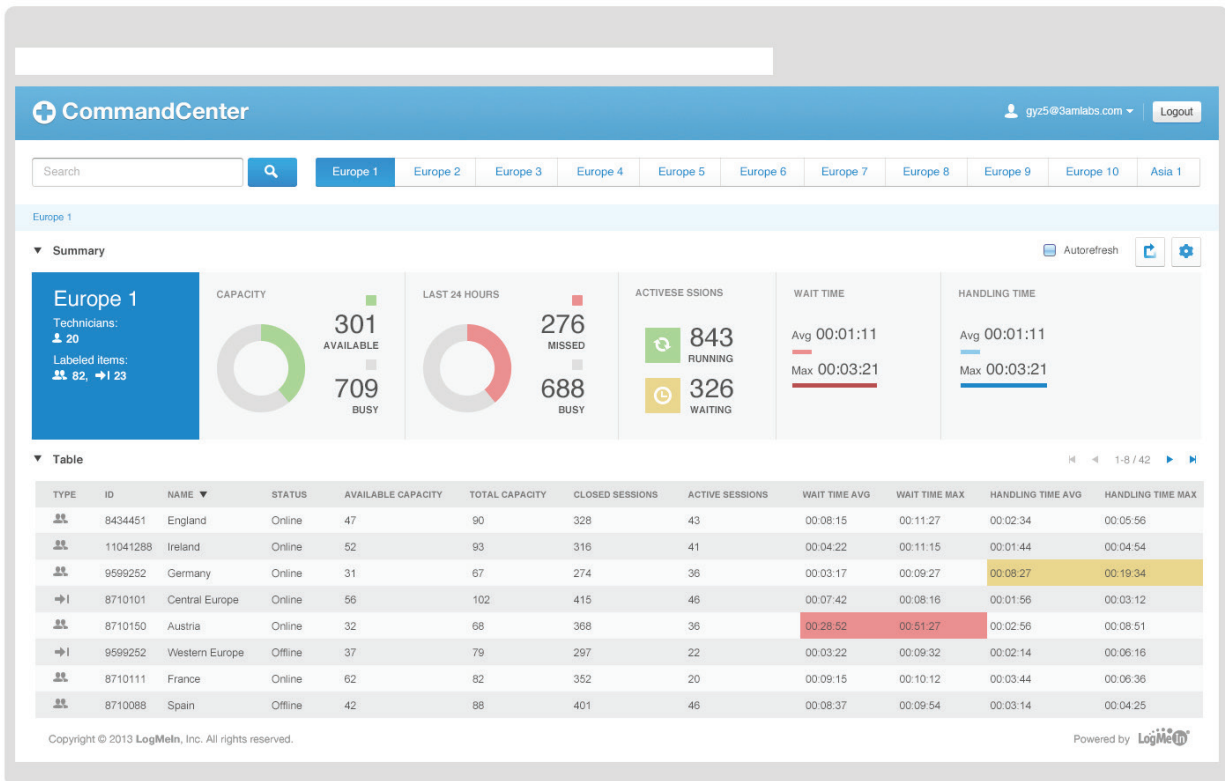 CommandCenter
gyz5@3amlabs.com
Logout
Search
Europe 1
Europe 2
Europe 3
Europe 4
Europe 5
Europe 6
Europe 7
Europe 8
Europe 9
Europe 10
Asia 1
Europe 1
Summary
Autorefresh
Europe 1
Technicians:
20
Labeled items:
82, 23
CAPACITY
301
AVAILABLE
709
BUSY
LAST 24 HOURS
276
MISSED
688
BUSY
ACTIVESE SSIONS
843
RUNNING
326
WAITING
WAIT TIME
Avg 00:01:11
Max 00:03:21
HANDLING TIME
Avg 00:01:11
Max 00:03:21
Table
1-8 / 42
TYPE ID NAME STATUS AVAILABLE CAPACITY TOTAL CAPACITY CLOSED SESSIONS ACTIVE SESSIONS WAIT TIME AVG WAIT TIME MAX HANDLING TIME AVG HANDLING TIME MAX
8434451 England Online 47 90 328 43 00:08:15 00:11:27 00:02:34 00:05:56
11041288 Ireland Online 52 93 316 41 00:04:22 00:11:15 00:01:44 00:04:54
9599252 Germany Online 31 67 274 36 00:03:17 00:09:27 00:08:27 00:19:34
8710101 Central Europe Online 56 102 415 46 00:07:42 00:08:16 00:01:56 00:03:12
8710150 Austria Online 32 68 368 36 00:28:52 00:51:27 00:02:56 00:08:51
9599252 Western Europe Offline 37 79 297 22 00:03:22 00:09:32 00:02:14 00:06:16
8710111 France Online 62 82 352 20 00:09:15 00:10:12 00:03:44 00:06:36
8710088 Spain Offline 42 88 401 46 00:08:37 00:09:54 00:03:14 00:04:25
Copyright © 2013 LogMeIn, Inc. All rights reserved.
Powered by LogMeIn